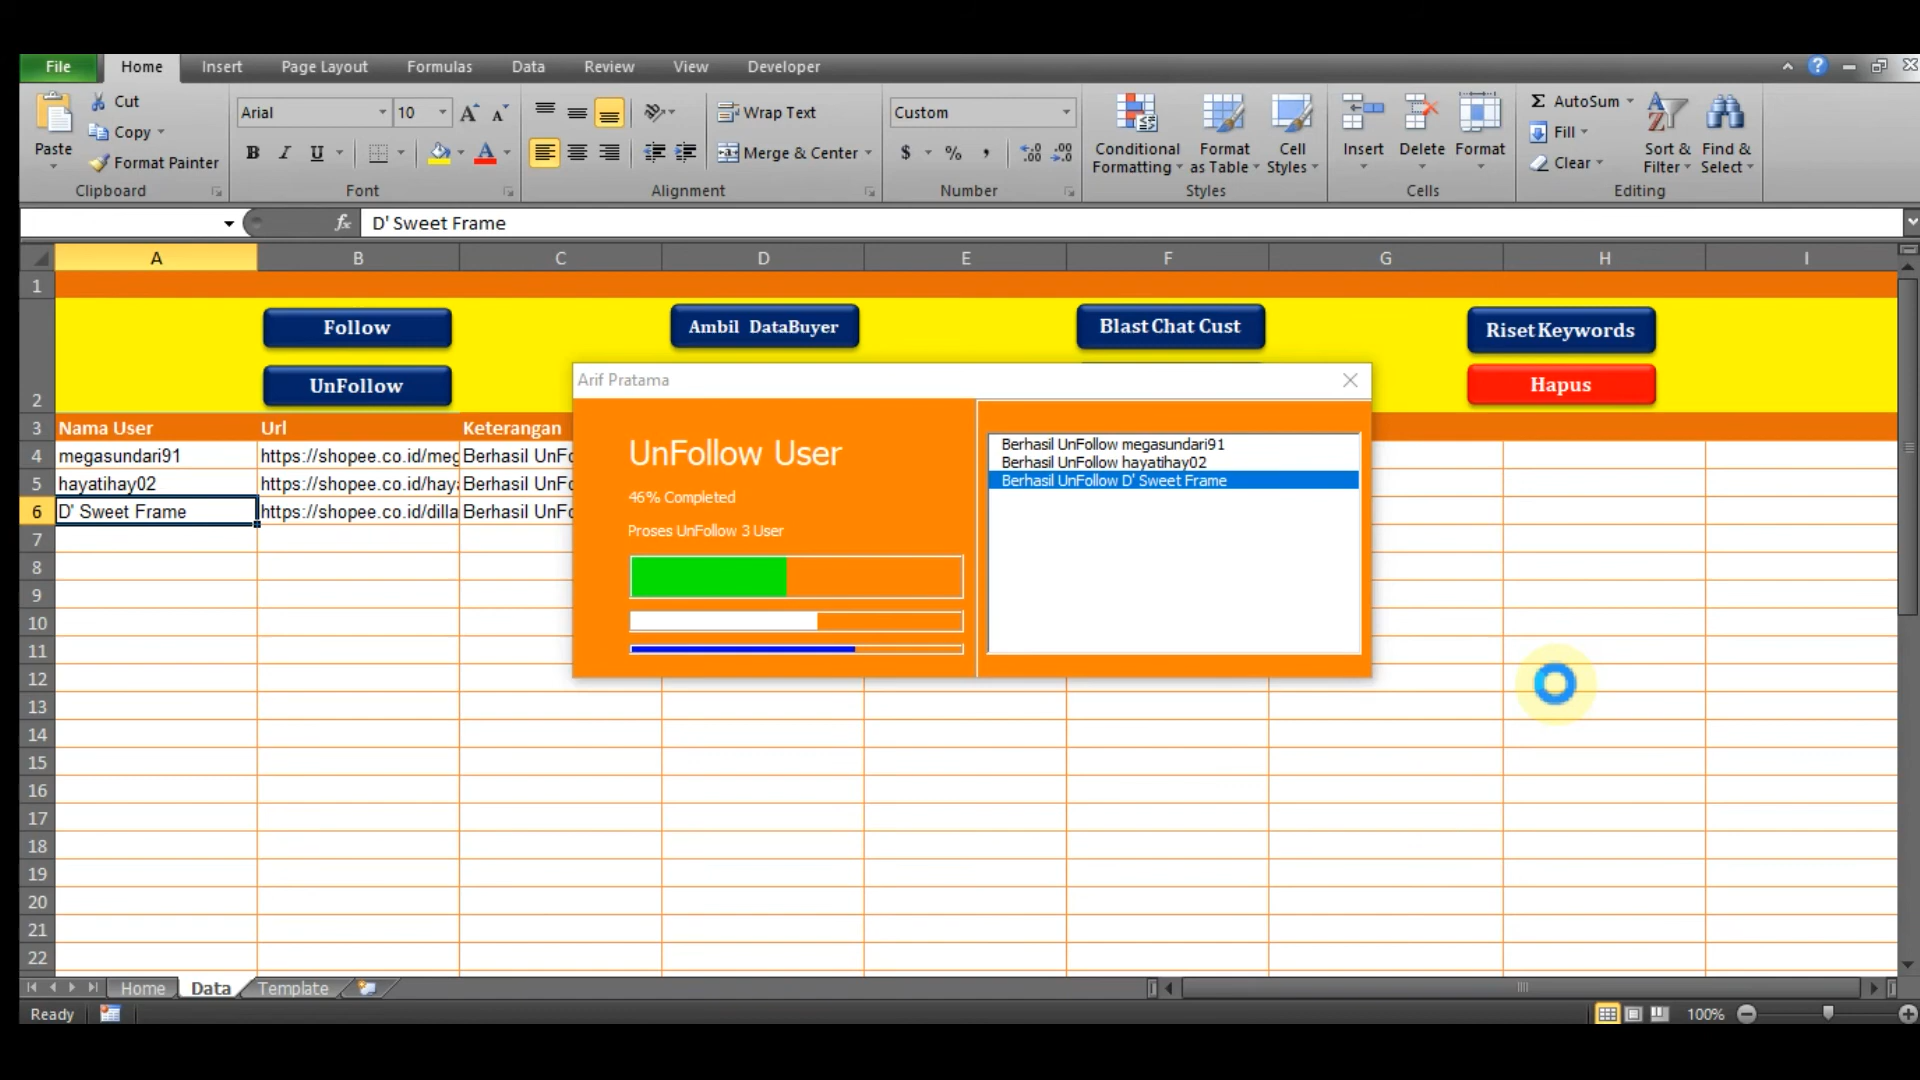 File Home Insert Page Layout Formulas Data Review View Developer
Cut
Copy
Format Painter
Paste
Clipboard
Arial 10
B I U
Font
Wrap Text
Merge & Center
Alignment
Custom
$ % ,
Number
Conditional Formatting
Format as Table
Cell Styles
Styles
Insert Delete Format
Cells
AutoSum
Fill
Clear
Sort & Filter
Find & Select
Editing
fx D' Sweet Frame
A B C D E F G H I
1
2
Follow
UnFollow
Ambil DataBuyer
Blast Chat Cust
Riset Keywords
Hapus
3 Nama User Url Keterangan
4 megasundari91 https://shopee.co.id/meg Berhasil UnFo
5 hayatihay02 https://shopee.co.id/haya Berhasil UnFo
6 D' Sweet Frame https://shopee.co.id/dilla Berhasil UnFo
7
8
9
10
11
12
13
14
15
16
17
18
19
20
21
22
Arif Pratama
UnFollow User
46% Completed
Proses UnFollow 3 User
Berhasil UnFollow megasundari91
Berhasil UnFollow hayatihay02
Berhasil UnFollow D' Sweet Frame
Home Data Template
Ready 100%